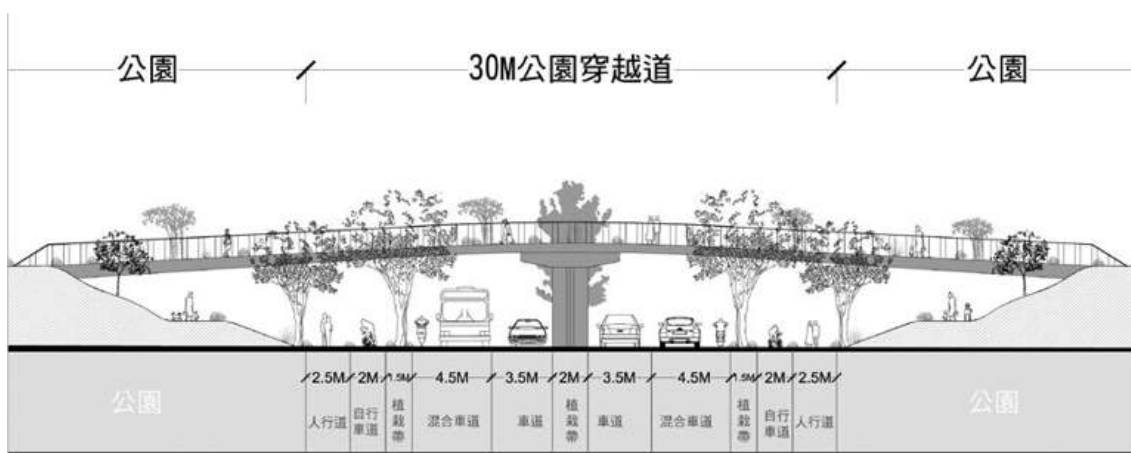 公園
30M公園穿越道
公園
2.5M
2M
1.5M
4.5M
3.5M
2M
3.5M
4.5M
1.5M
2M
2.5M
公園
人行道
自行
車道
植栽帶
混合車道
車道
植栽帶
車道
混合車道
植栽帶
自行
車道
人行道
公園